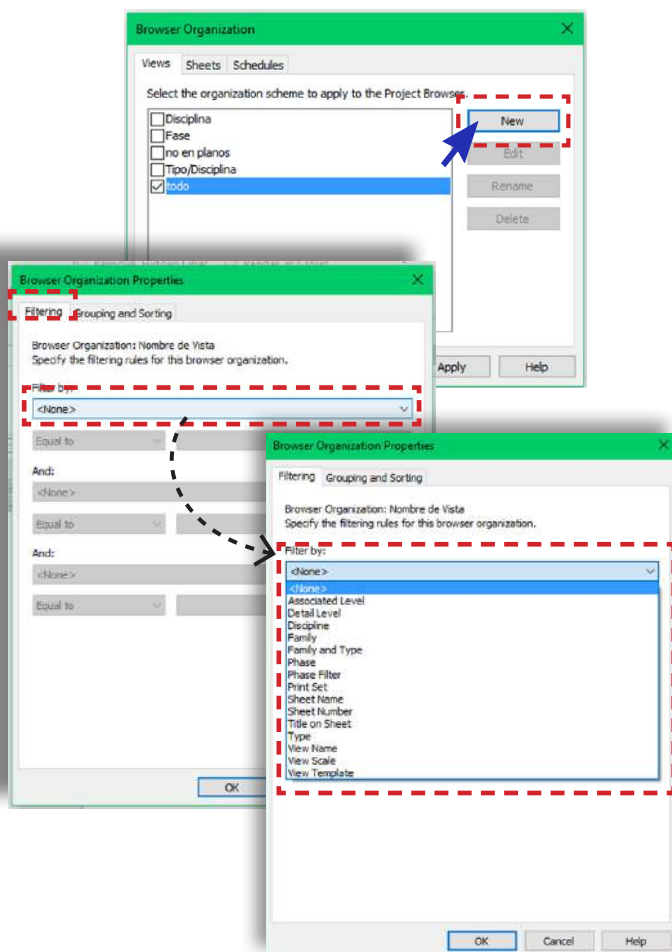 Browser Organization
Views Sheets Schedules
Select the organization scheme to apply to the Project Browser.
Disciplina
Fase
no en planos
Tipo/Disciplina
todo
New
Edit
Rename
Delete
Apply Help
Browser Organization Properties
Filtering Grouping and Sorting
Browser Organization: Nombre de Vista
Specify the filtering rules for this browser organization.
Filter by:
<None>
Equal to
And:
<None>
Equal to
And:
<None>
Equal to
OK
Browser Organization Properties
Filtering Grouping and Sorting
Browser Organization: Nombre de Vista
Specify the filtering rules for this browser organization.
Filter by:
<None>
<None>
Associated Level
Detail Level
Discipline
Family
Family and Type
Phase
Phase Filter
Print Set
Sheet Name
Sheet Number
Title on Sheet
Type
View Name
View Scale
View Template
OK Cancel Help